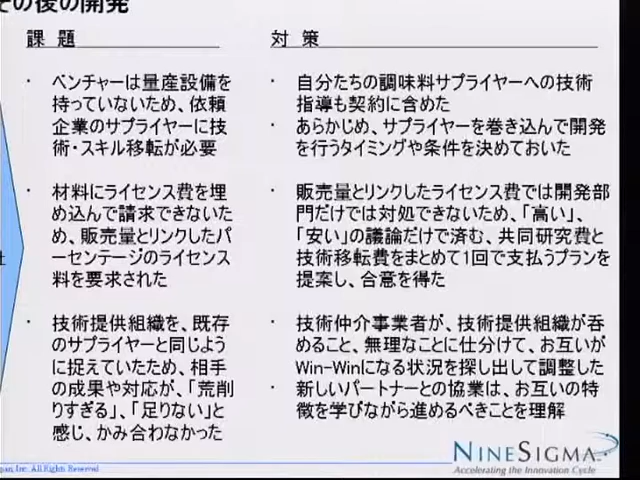 その後の開発
課 題
対 策
・ ベンチャーは量産設備を
持っていないため、依頼
企業のサプライヤーに技
術・スキル移転が必要
・ 自分たちの調味料サプライヤーへの技術
指導も契約に含めた
・ あらかじめ、サプライヤーを巻き込んで開発
を行うタイミングや条件を決めておいた
・ 材料にライセンス費を埋
め込んで請求できないた
め、販売量とリンクしたパ
ーセンテージのライセンス
料を要求された
・ 販売量とリンクしたライセンス費では開発部
門だけでは対処できないため、「高い」、
「安い」の議論だけで済む、共同研究費と
技術移転費をまとめて1回で支払うプランを
提案し、合意を得た
・ 技術提供組織を、既存
のサプライヤーと同じよう
に捉えていたため、相手
の成果や対応が、「荒削
りすぎる」、「足りない」と
感じ、かみ合わなかった
・ 技術仲介事業者が、技術提供組織が呑
めること、無理なことに仕分けて、お互いが
Win-Winになる状況を探し出して調整した
・ 新しいパートナーとの協業は、お互いの特
徴を学びながら進めるべきことを理解
社
pan, Inc. All Rights Reserved
NINESIGMA
Accelerating the Innovation Cycle